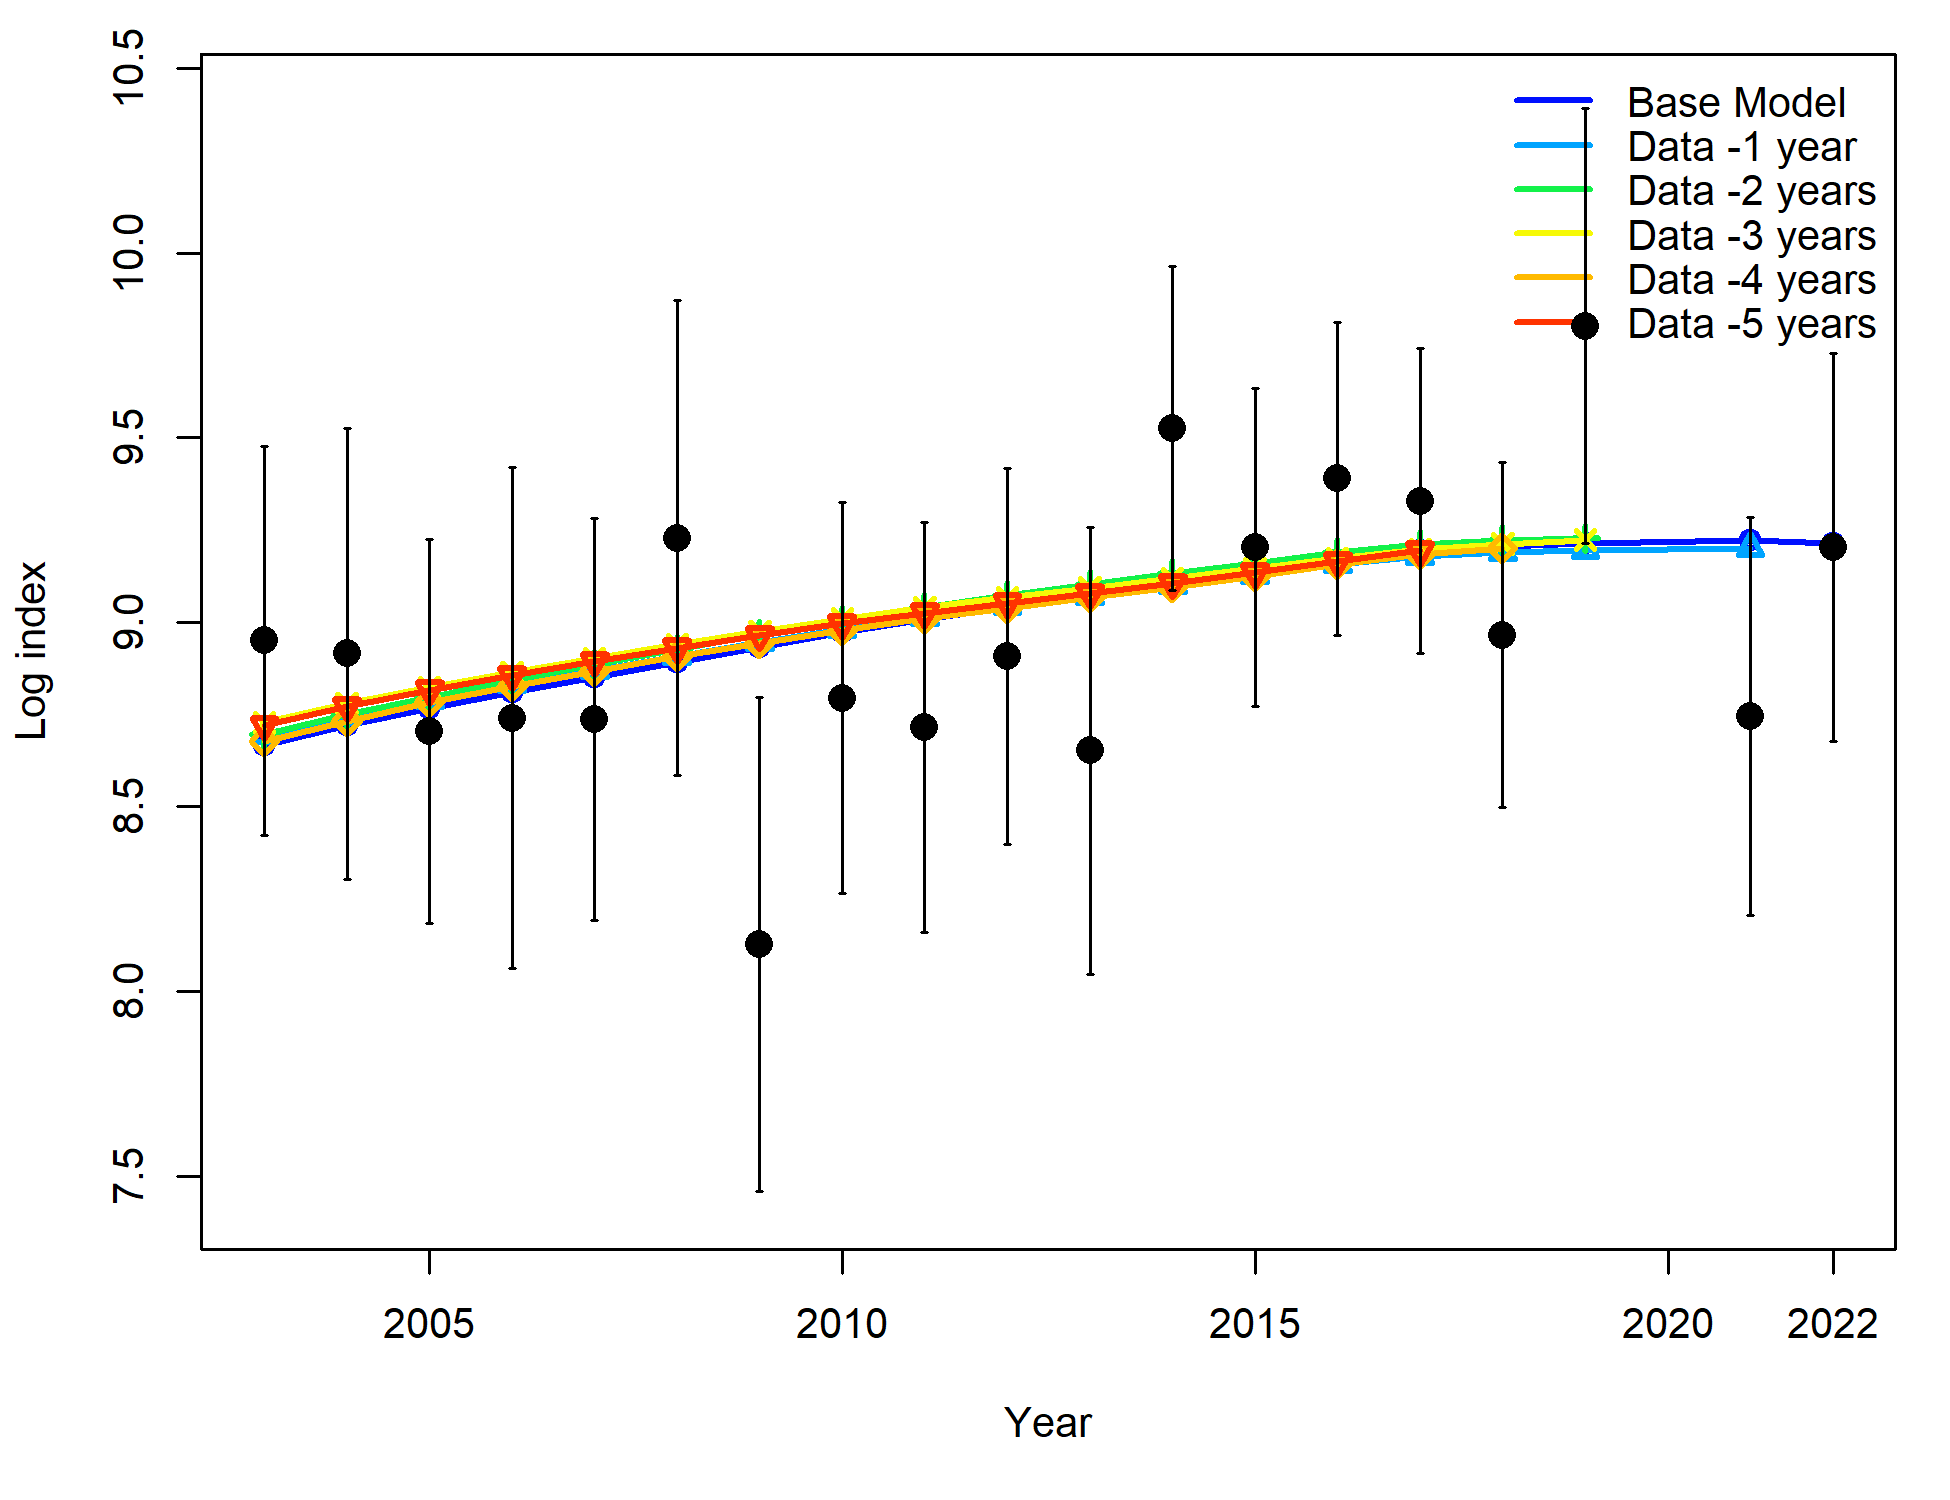 10.5
10.0
9.5
9.0
8.5
8.0
7.5
Log index
Base Model
Data -1 year
Data -2 years
Data -3 years
Data -4 years
Data -5 years
2005
2010
2015
2020
2022
Year